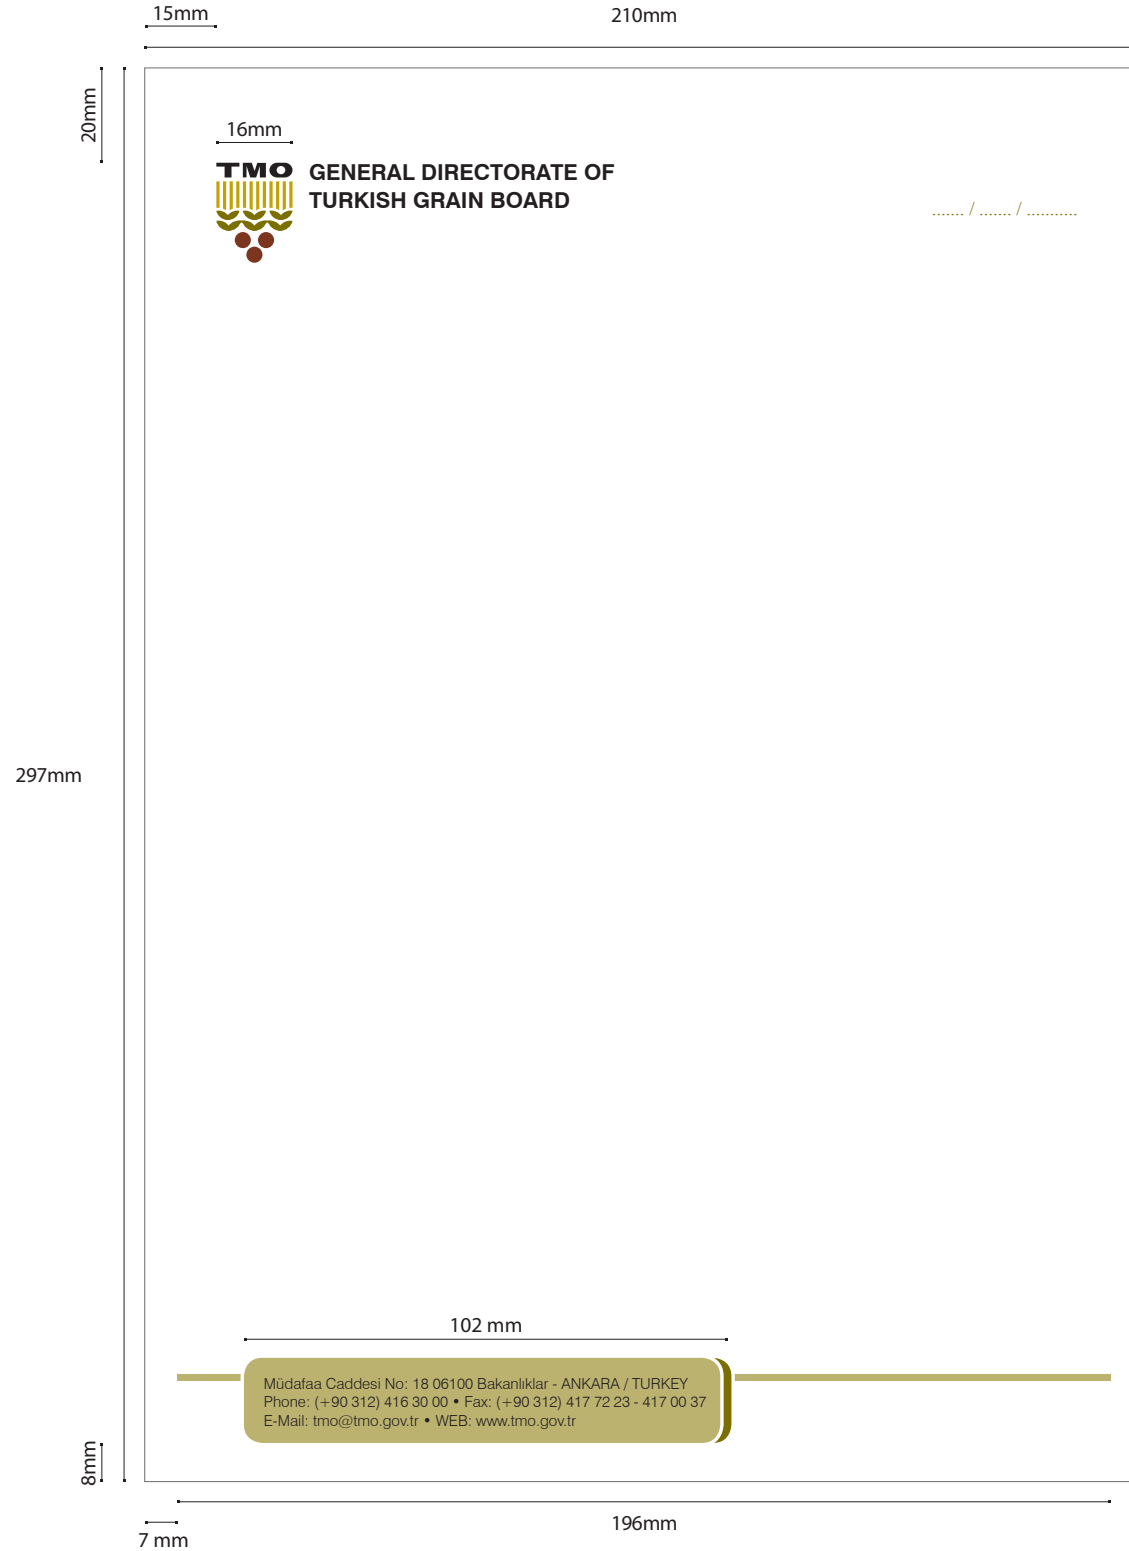 15mm
210mm
20mm
16mm
TMO
GENERAL DIRECTORATE OF
TURKISH GRAIN BOARD
....... / ....... / ...........
297mm
102 mm
Müdafaa Caddesi No: 18 06100 Bakanlıklar - ANKARA / TURKEY
Phone: (+90 312) 416 30 00 • Fax: (+90 312) 417 72 23 - 417 00 37
E-Mail: tmo@tmo.gov.tr • WEB: www.tmo.gov.tr
8mm
196mm
7 mm